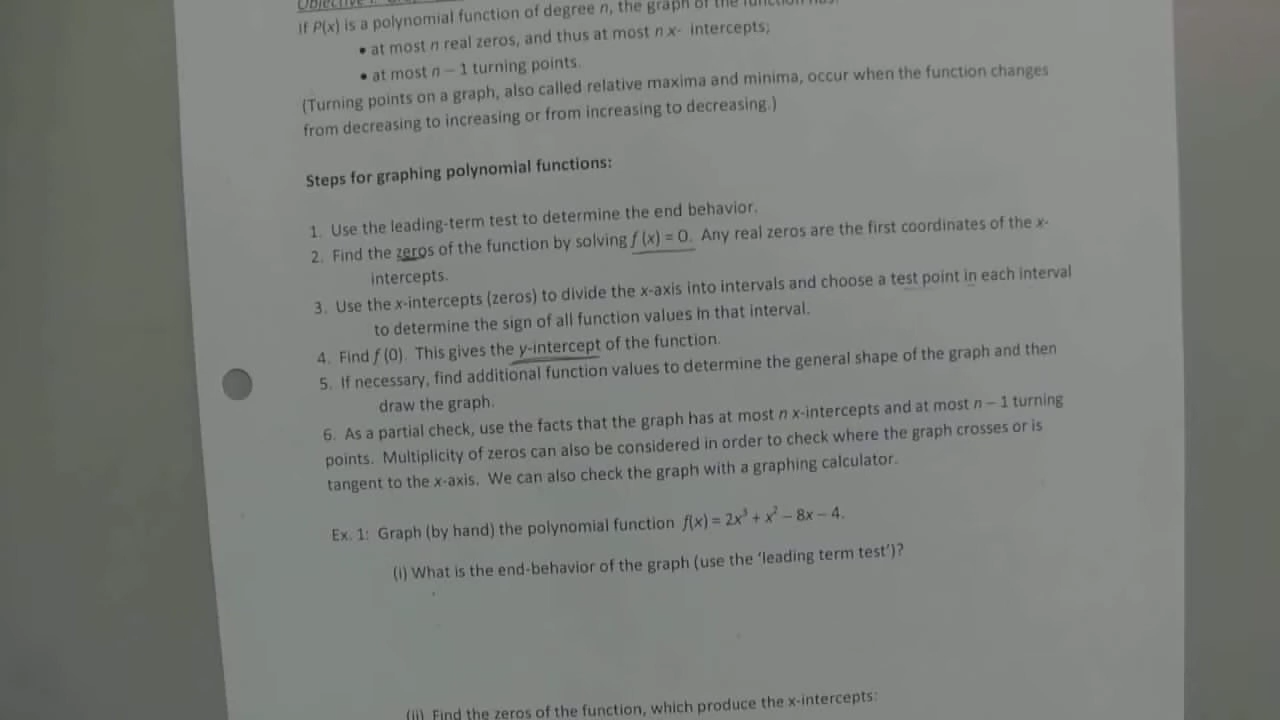 Objective 1:
If P(x) is a polynomial function of degree n, the graph of the function has:
• at most n real zeros, and thus at most n x- intercepts;
• at most n – 1 turning points.
(Turning points on a graph, also called relative maxima and minima, occur when the function changes
from decreasing to increasing or from increasing to decreasing.)
Steps for graphing polynomial functions:
1. Use the leading-term test to determine the end behavior.
2. Find the zeros of the function by solving f (x) = 0. Any real zeros are the first coordinates of the x-
intercepts.
3. Use the x-intercepts (zeros) to divide the x-axis into intervals and choose a test point in each interval
to determine the sign of all function values in that interval.
4. Find f (0). This gives the y-intercept of the function.
5. If necessary, find additional function values to determine the general shape of the graph and then
draw the graph.
6. As a partial check, use the facts that the graph has at most n x-intercepts and at most n – 1 turning
points. Multiplicity of zeros can also be considered in order to check where the graph crosses or is
tangent to the x-axis. We can also check the graph with a graphing calculator.
Ex. 1: Graph (by hand) the polynomial function f(x) = 2x³ + x² – 8x – 4.
(i) What is the end-behavior of the graph (use the ‘leading term test’)?
(ii) Find the zeros of the function, which produce the x-intercepts: